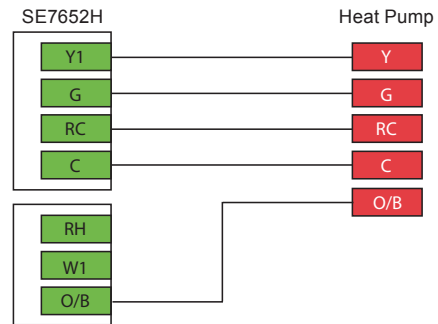 SE7652H Heat Pump
Y1 Y
G G
RC RC
C C
O/B
RH
W1
O/B